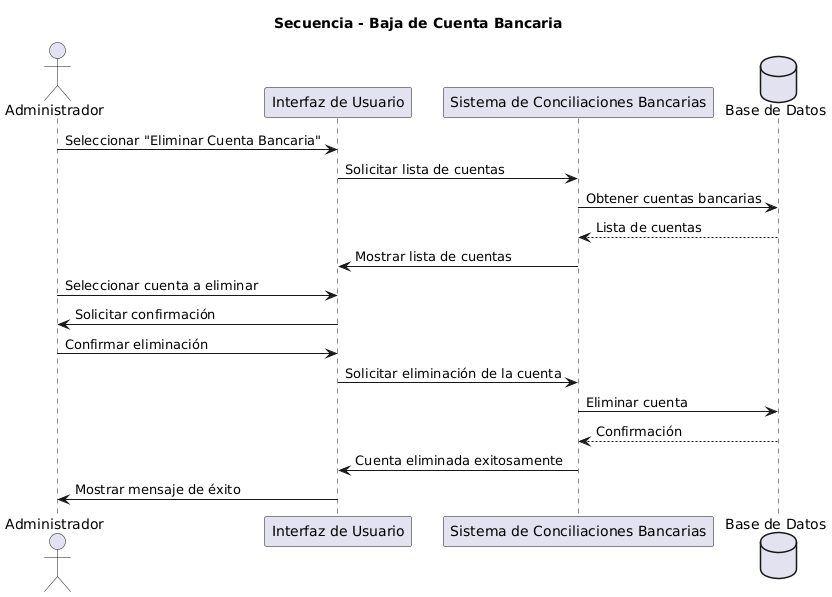 Secuencia - Baja de Cuenta Bancaria
Administrador
Interfaz de Usuario
Sistema de Conciliaciones Bancarias
Base de Datos
Seleccionar "Eliminar Cuenta Bancaria"
Solicitar lista de cuentas
Obtener cuentas bancarias
Lista de cuentas
Mostrar lista de cuentas
Seleccionar cuenta a eliminar
Solicitar confirmación
Confirmar eliminación
Solicitar eliminación de la cuenta
Eliminar cuenta
Confirmación
Cuenta eliminada exitosamente
Mostrar mensaje de éxito
Administrador
Interfaz de Usuario
Sistema de Conciliaciones Bancarias
Base de Datos